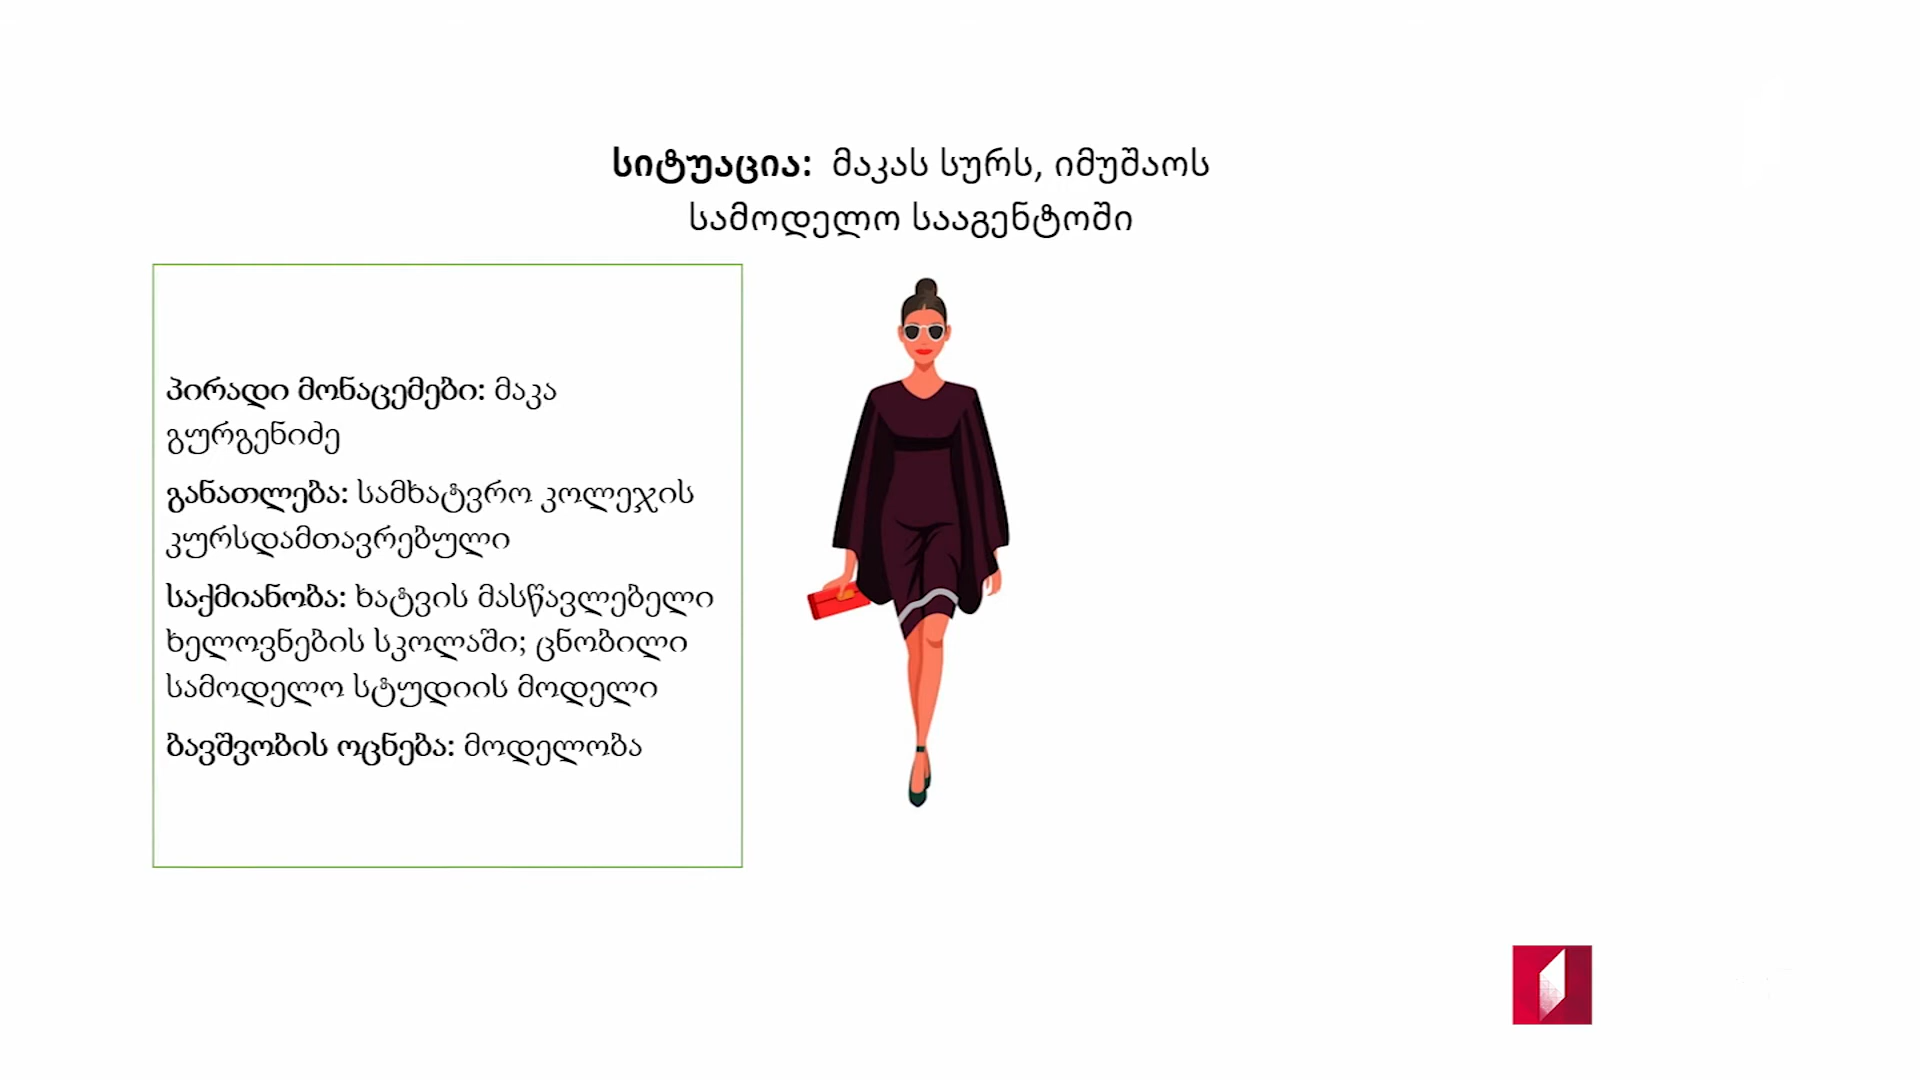 სიტუაცია: მაკას სურს, იმუშაოს
სამოდელო სააგენტოში
პირადი მონაცემები: მაკა
გურგენიძე
განათლება: სამხატვრო კოლეჯის
კურსდამთავრებული
საქმიანობა: ხატვის მასწავლებელი
ხელოვნების სკოლაში; ცნობილი
სამოდელო სტუდიის მოდელი
ბავშვობის ოცნება: მოდელობა